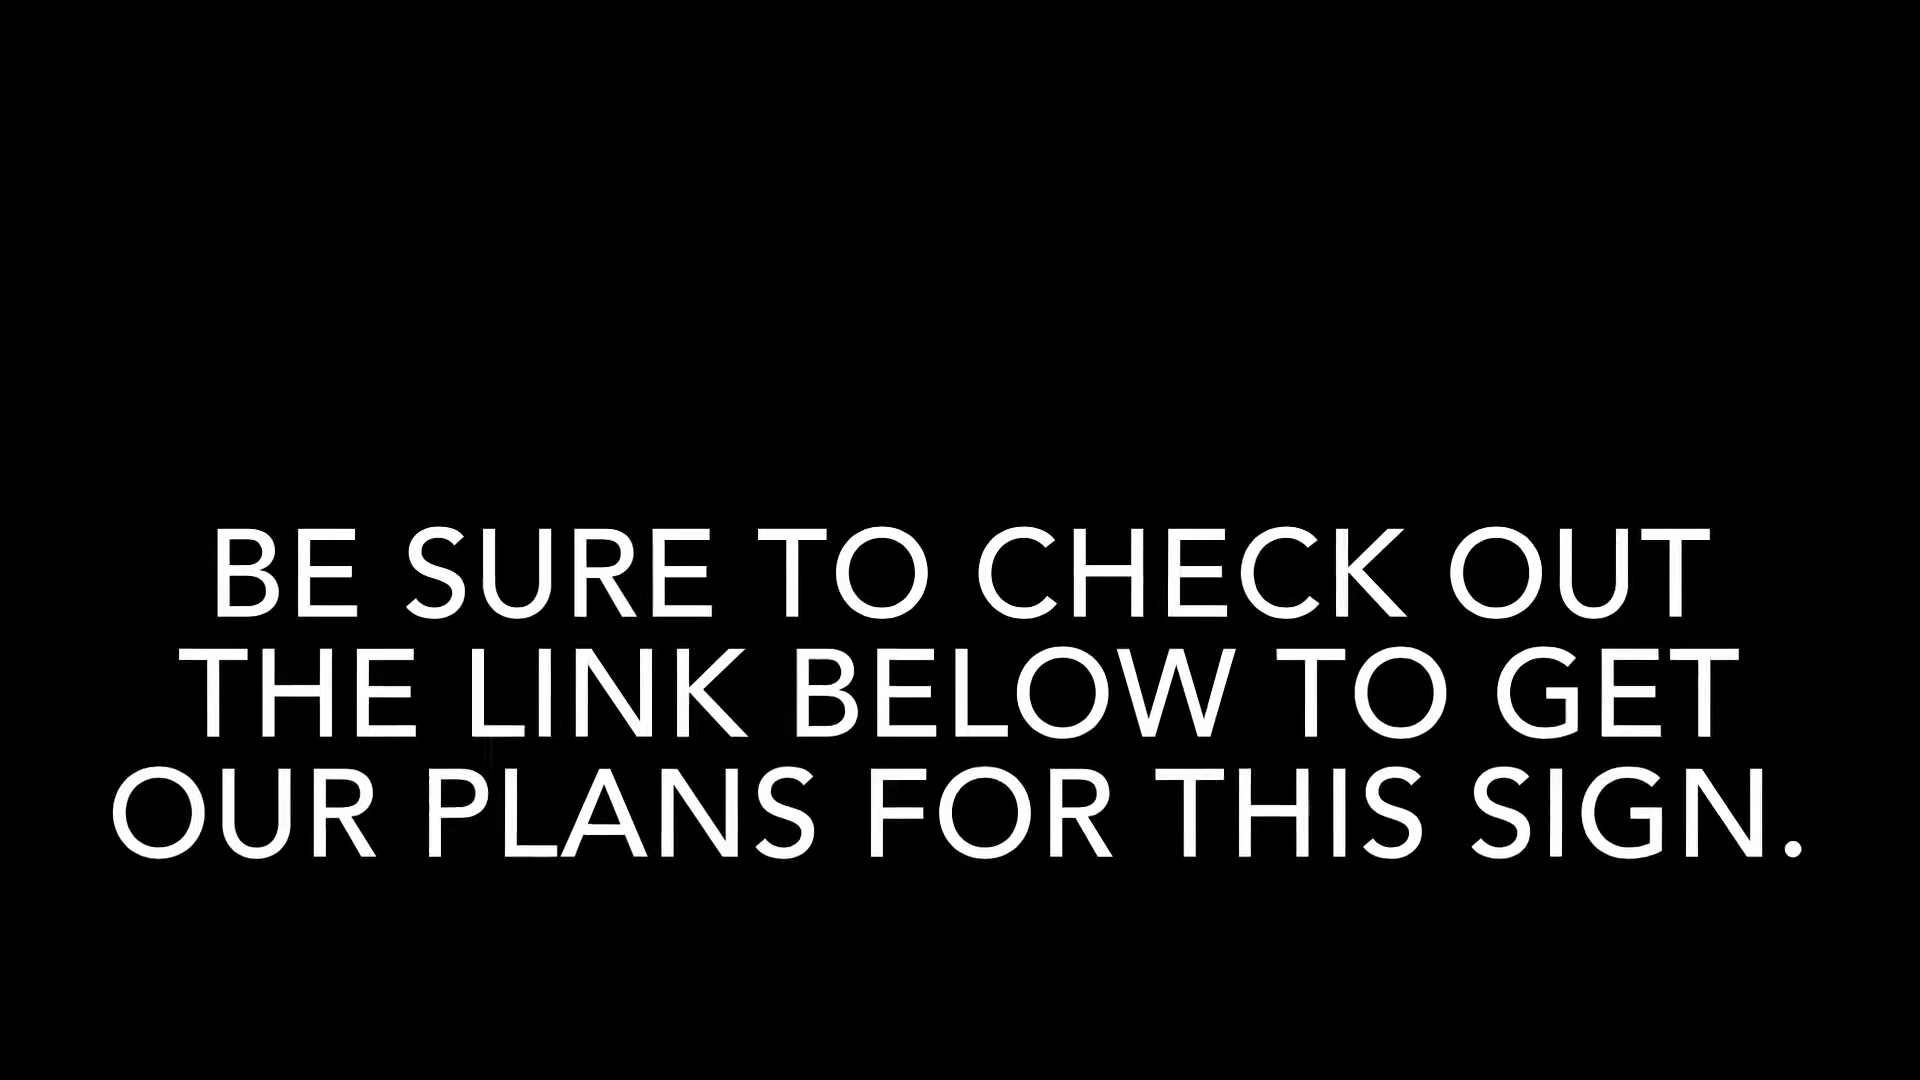 BE SURE TO CHECK OUT
THE LINK BELOW TO GET
OUR PLANS FOR THIS SIGN.